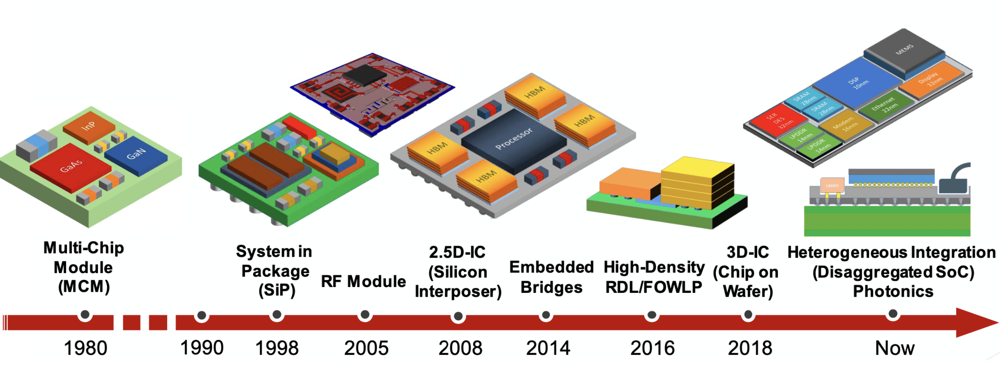 InP
GaAs
GaN
HBM
HBM
HBM
HBM
Processor
MEMS
DSP
10nm
Display
12nm
SRAM
28nm
SRAM
28nm
Ethernet
22nm
SER
DES
32nm
Modem
16nm
LPDDR
14nm
LPDDR
14nm
Lasers
Multi-Chip
Module
(MCM)
System in
Package
(SiP)
RF Module
2.5D-IC
(Silicon
Interposer)
Embedded
Bridges
High-Density
RDL/FOWLP
3D-IC
(Chip on
Wafer)
Heterogeneous Integration
(Disaggregated SoC)
Photonics
1980
1990
1998
2005
2008
2014
2016
2018
Now